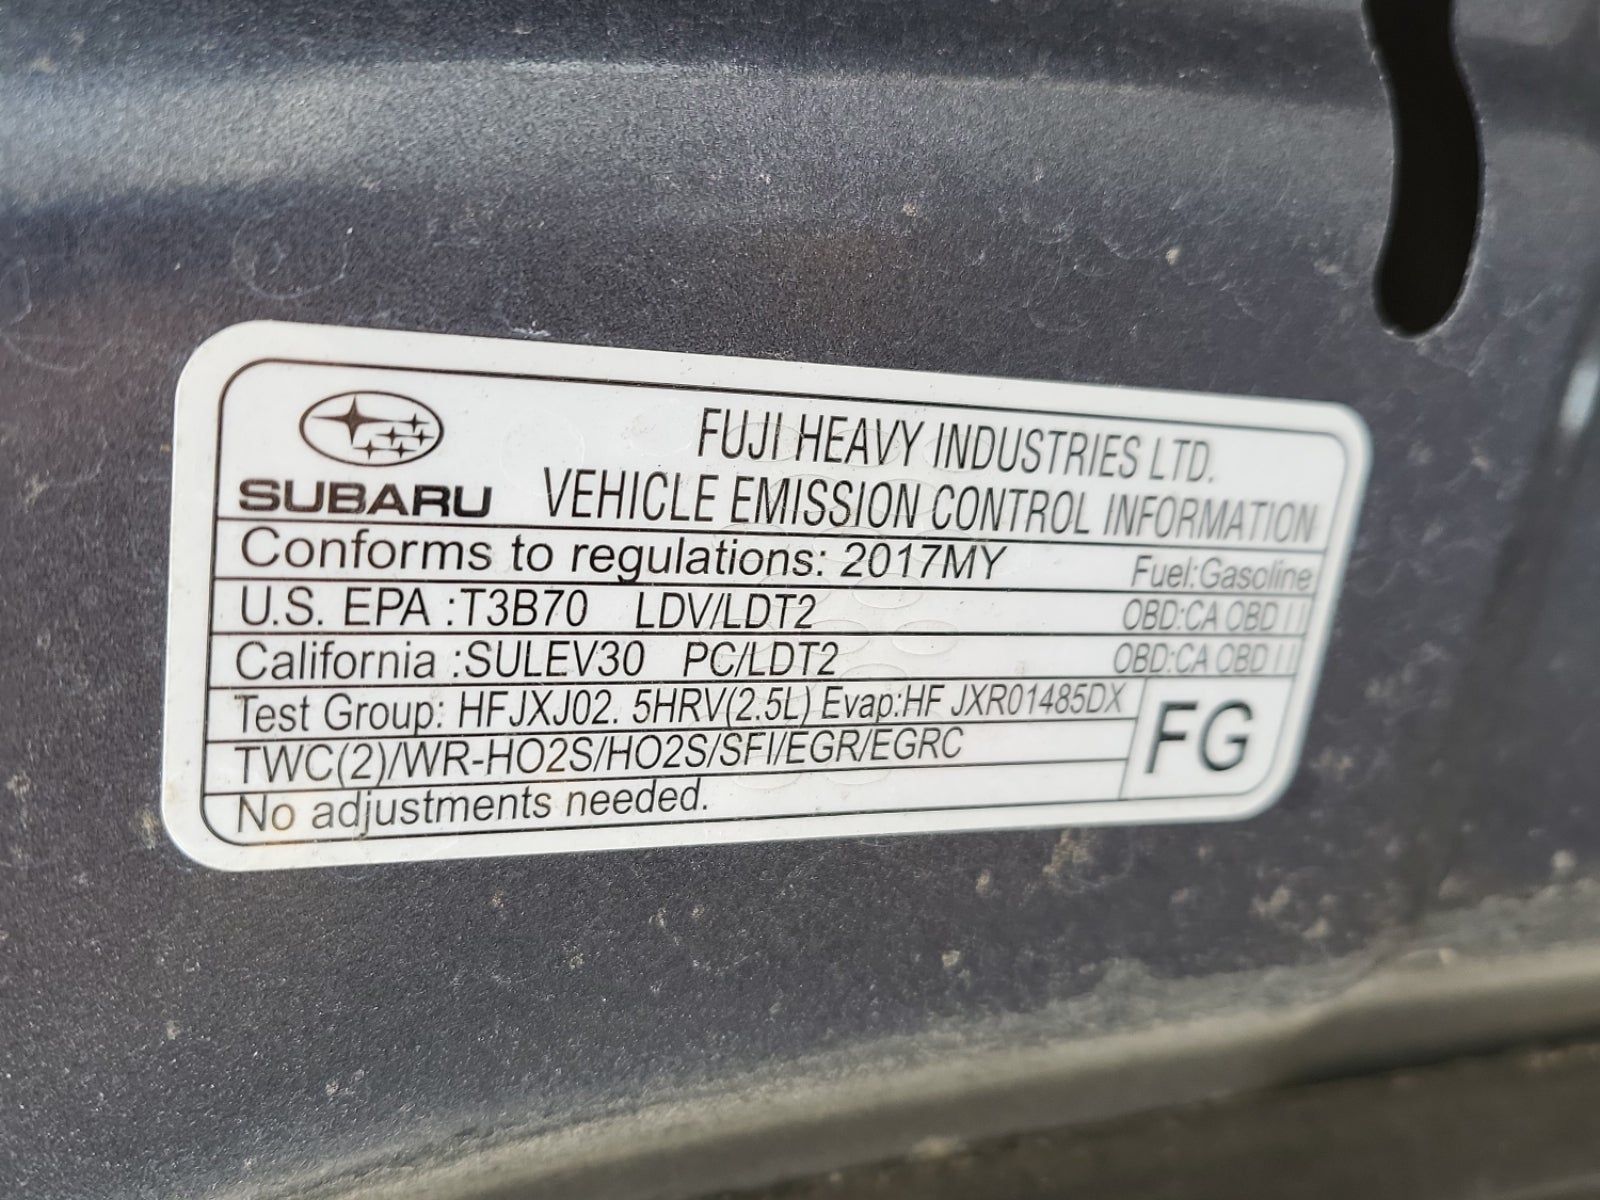 FUJI HEAVY INDUSTRIES LTD.
SUBARU VEHICLE EMISSION CONTROL INFORMATION
Conforms to regulations: 2017MY Fuel:Gasoline
U.S. EPA :T3B70 LDV/LDT2 OBD:CA OBD II
California :SULEV30 PC/LDT2 OBD:CA OBD II
Test Group: HFJXJ02. 5HRV(2.5L) Evap:HF JXR01485DX
TWC(2)/WR-HO2S/HO2S/SFI/EGR/EGRC
FG
No adjustments needed.